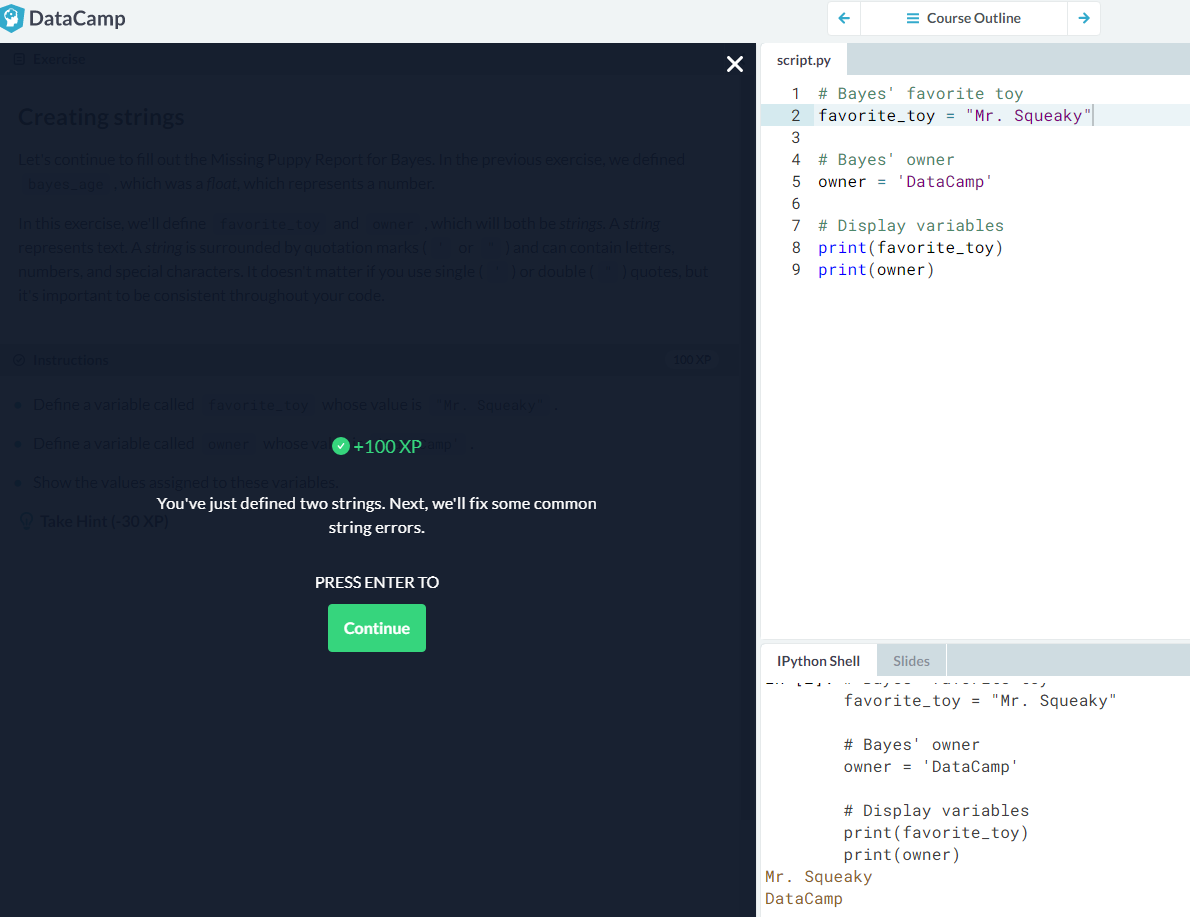 DataCamp
Course Outline
Exercise
Creating strings
Let's continue to fill out the Missing Puppy Report for Bayes. In the previous exercise, we defined
bayes_age , which was a float, which represents a number.
In this exercise, we'll define favorite_toy and owner , which will both be strings. A string
represents text. A string is surrounded by quotation marks ( ' or " ) and can contain letters,
numbers, and special characters. It doesn't matter if you use single ( ' ) or double ( " ) quotes, but
it's important to be consistent throughout your code.
Instructions
100 XP
Define a variable called favorite_toy whose value is "Mr. Squeaky" .
Define a variable called owner whose
Show the values assigned to these variables.
Take Hint (-30 XP)
+100 XP
You've just defined two strings. Next, we'll fix some common
string errors.
PRESS ENTER TO
Continue
script.py
1 # Bayes' favorite toy
2 favorite_toy = "Mr. Squeaky"
3
4 # Bayes' owner
5 owner = 'DataCamp'
6
7 # Display variables
8 print(favorite_toy)
9 print(owner)
IPython Shell
Slides
favorite_toy = "Mr. Squeaky"
# Bayes' owner
owner = 'DataCamp'
# Display variables
print(favorite_toy)
print(owner)
Mr. Squeaky
DataCamp